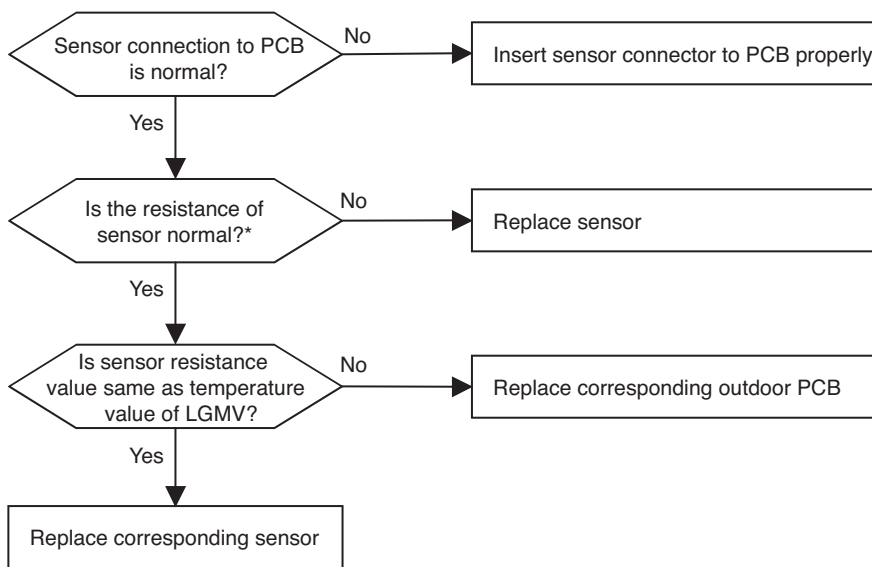 Sensor connection to PCB
is normal?
No
Insert sensor connector to PCB properly
Yes
Is the resistance of
sensor normal?*
No
Replace sensor
Yes
Is sensor resistance
value same as temperature
value of LGMV?
No
Replace corresponding outdoor PCB
Yes
Replace corresponding sensor